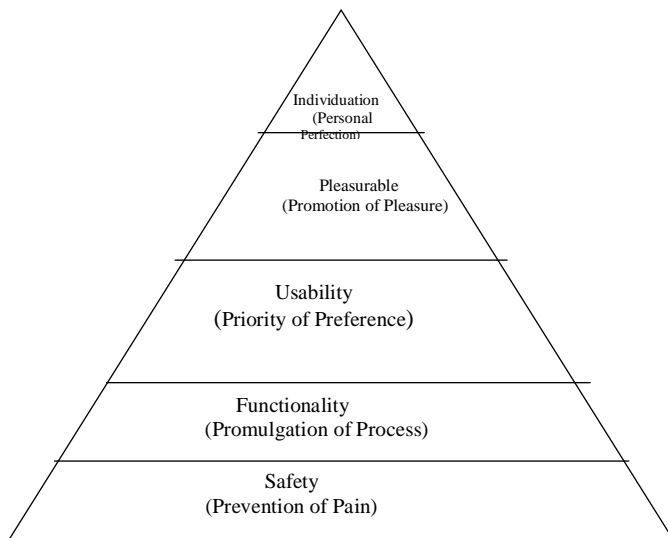 Individuation
(Personal
Perfection)
Pleasurable
(Promotion of Pleasure)
Usability
(Priority of Preference)
Functionality
(Promulgation of Process)
Safety
(Prevention of Pain)